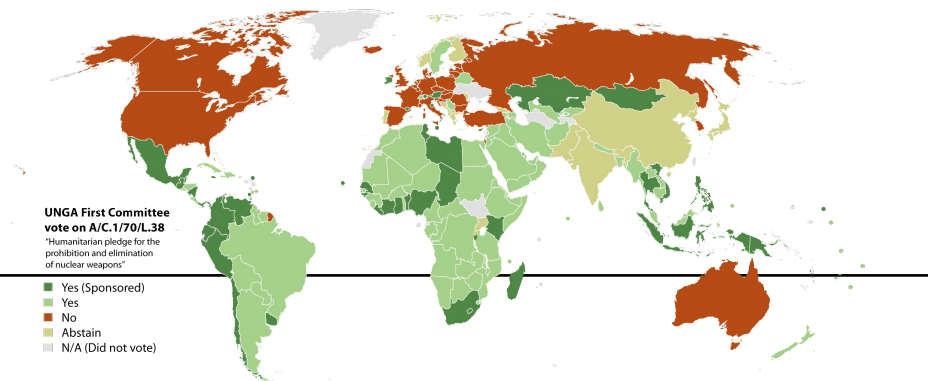 UNGA First Committee
vote on A/C.1/70/L.38
"Humanitarian pledge for the
prohibition and elimination
of nuclear weapons"
Yes (Sponsored)
Yes
No
Abstain
N/A (Did not vote)